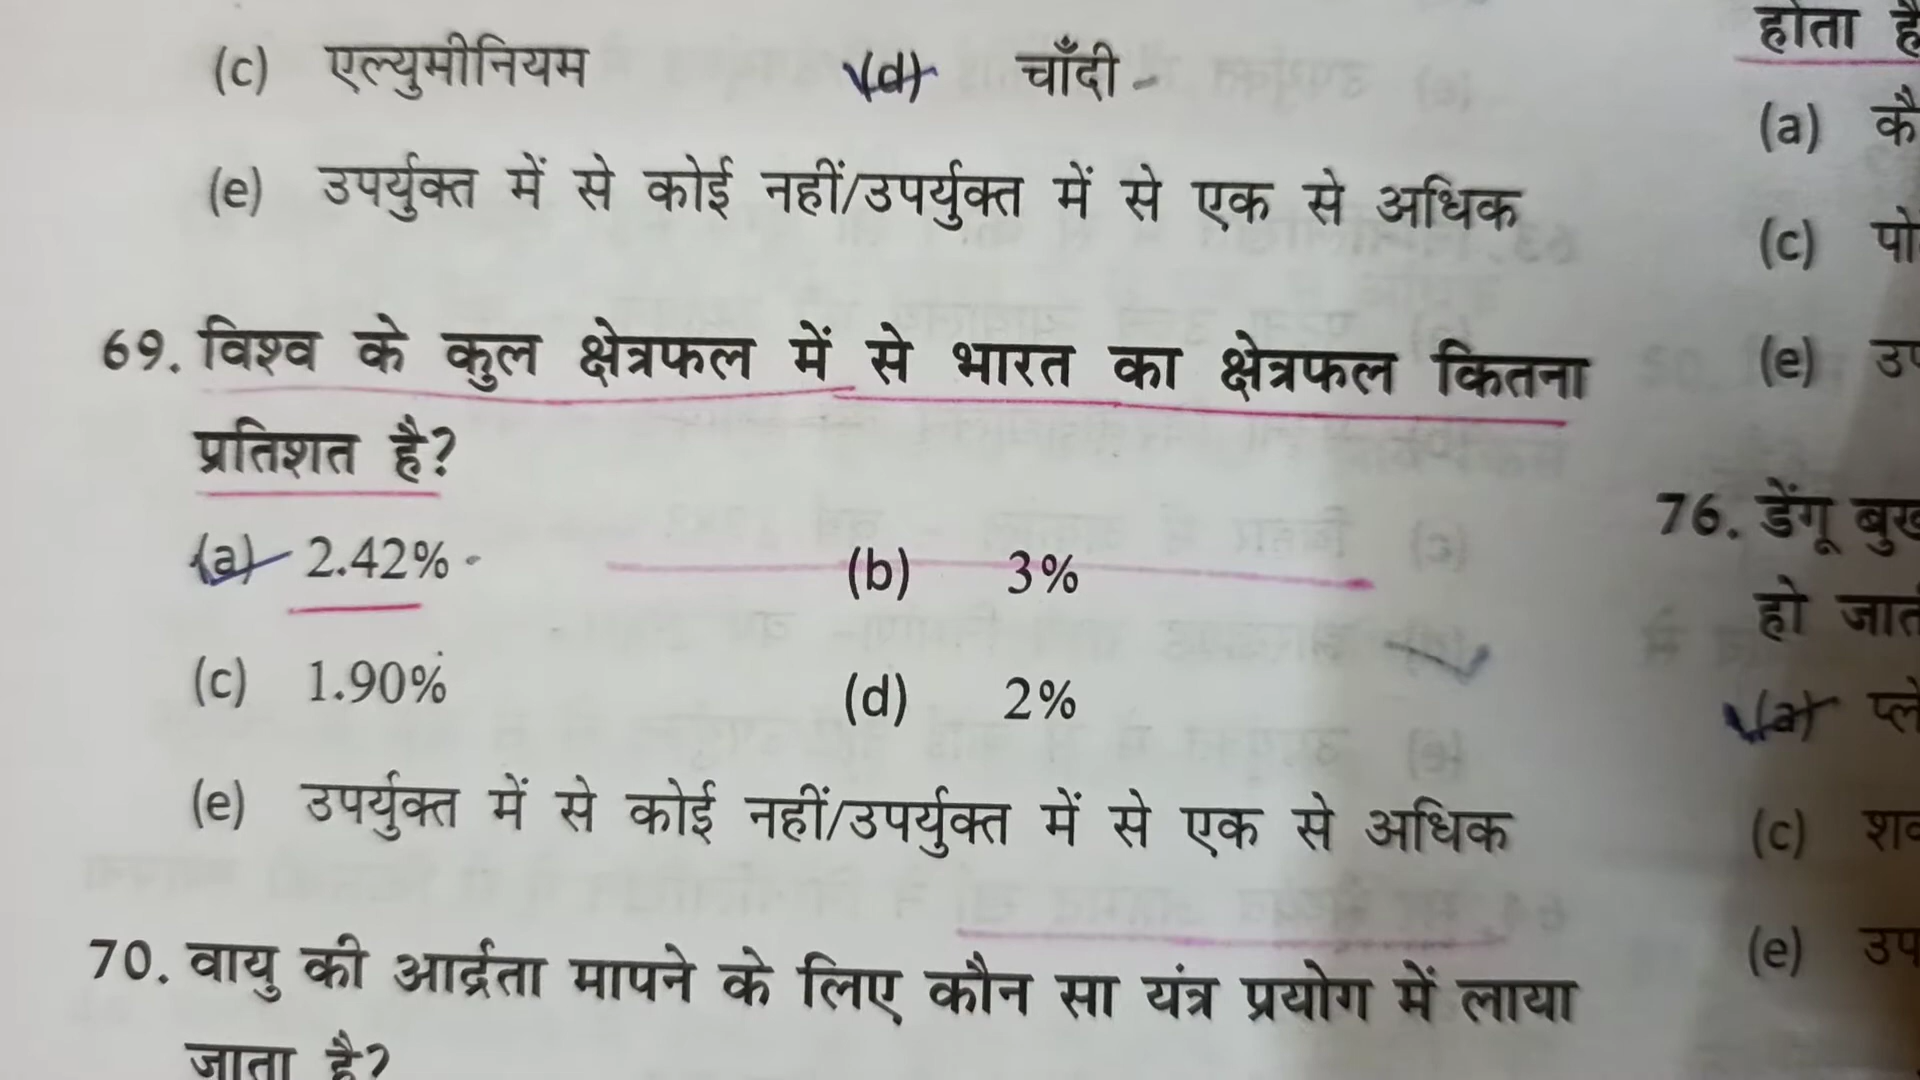 (c) एल्युमीनियम (d) चाँदी
(e) उपर्युक्त में से कोई नहीं/उपर्युक्त में से एक से अधिक
69. विश्व के कुल क्षेत्रफल में से भारत का क्षेत्रफल कितना
प्रतिशत है?
(a) 2.42% (b) 3%
(c) 1.90% (d) 2%
(e) उपर्युक्त में से कोई नहीं/उपर्युक्त में से एक से अधिक
70. वायु की आर्द्रता मापने के लिए कौन सा यंत्र प्रयोग में लाया
जाता है?
होता है
(a)
(c)
(e)
76. डेंगू
हो
(a)
(c)
(e)